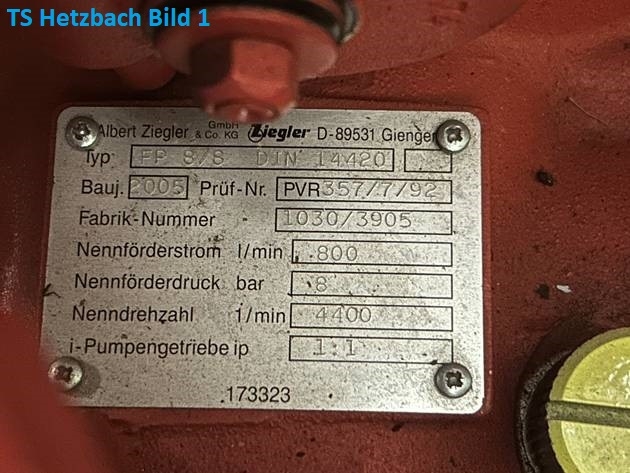 TS Hetzbach Bild 1
Albert Ziegler GmbH & Co. KG Ziegler D-89531 Giengen
Typ FP 8/8 DIN 14420
Bauj. 2005 Prüf-Nr. PVR357/7/92
Fabrik-Nummer 1030/3905
Nennförderstrom l/min 800
Nennförderdruck bar 8
Nenndrehzahl 1/min 4400
i-Pumpengetriebe ip 1:1
173323